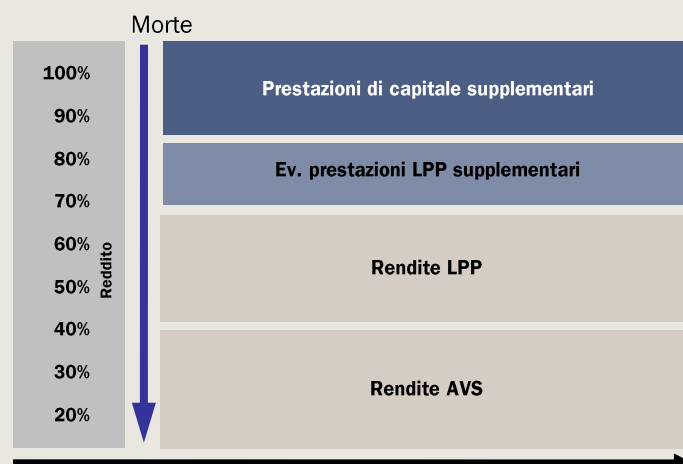 Morte
100%
90%
80%
70%
60%
50%
40%
30%
20%
Reddito
Prestazioni di capitale supplementari
Ev. prestazioni LPP supplementari
Rendite LPP
Rendite AVS